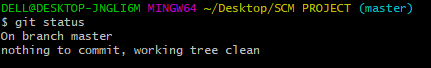 DELL@DESKTOP-JNGLI6M MINGW64 ~/Desktop/SCM PROJECT (master)
$ git status
On branch master
nothing to commit, working tree clean